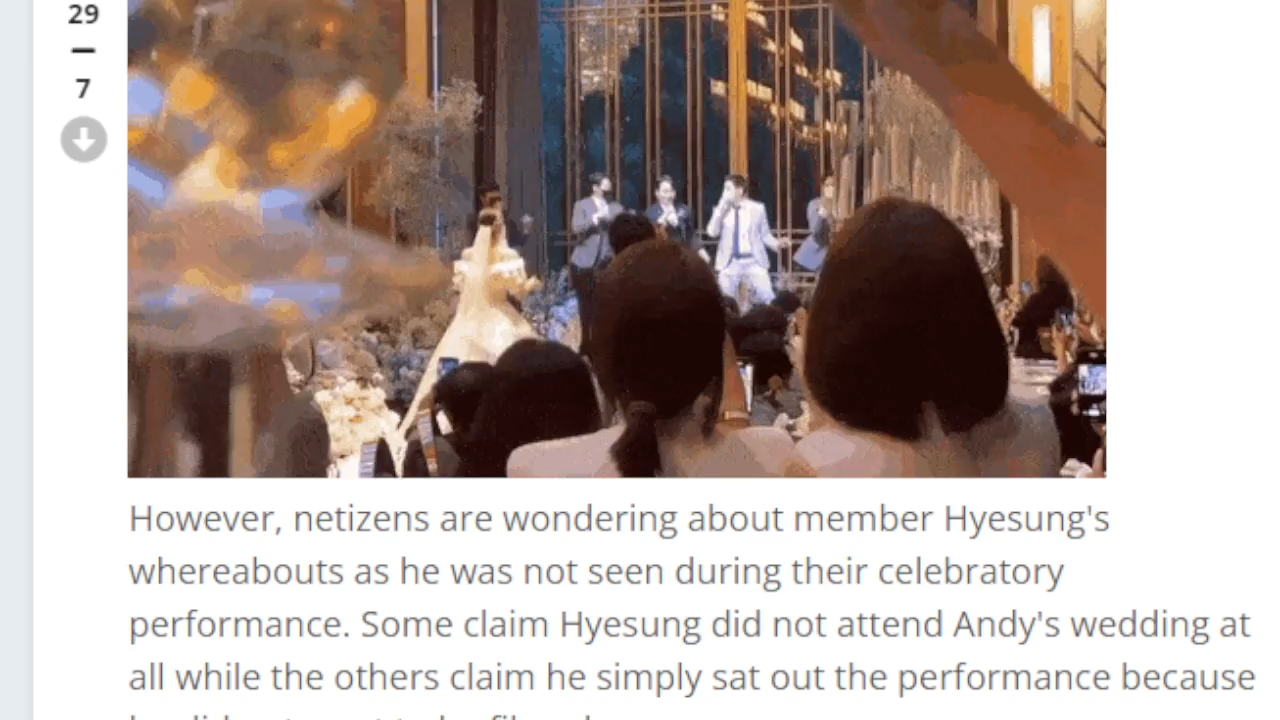 29
7
However, netizens are wondering about member Hyesung's
whereabouts as he was not seen during their celebratory
performance. Some claim Hyesung did not attend Andy's wedding at
all while the others claim he simply sat out the performance because